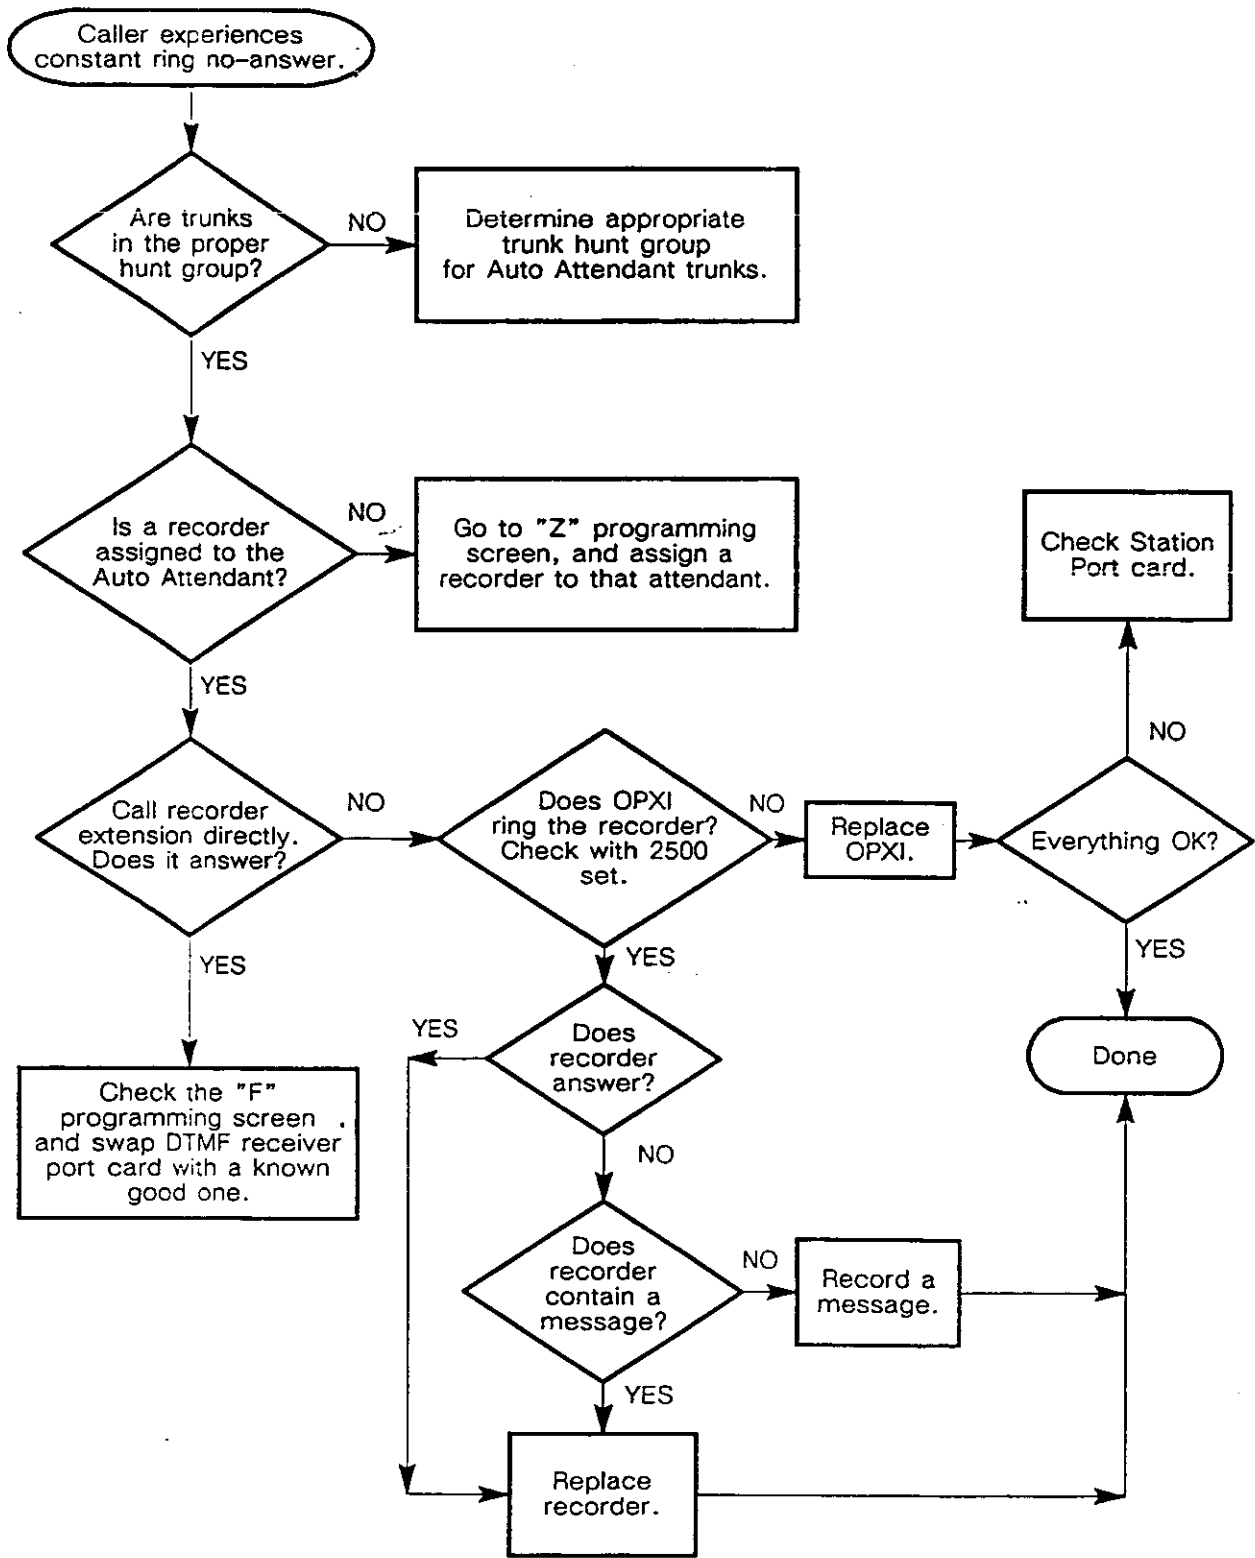 Caller experiences
constant ring no-answer.
Are trunks
in the proper
hunt group?
NO
Determine appropriate
trunk hunt group
for Auto Attendant trunks.
YES
Is a recorder
assigned to the
Auto Attendant?
NO
Go to "Z" programming
screen, and assign a
recorder to that attendant.
Check Station
Port card.
YES
NO
Call recorder
extension directly.
Does it answer?
NO
Does OPXI
ring the recorder?
Check with 2500
set.
NO
Replace
OPXI.
Everything OK?
YES
YES
YES
Check the "F"
programming screen
and swap DTMF receiver
port card with a known
good one.
YES
Does
recorder
answer?
Done
NO
Does
recorder
contain a
message?
NO
Record a
message.
YES
Replace
recorder.